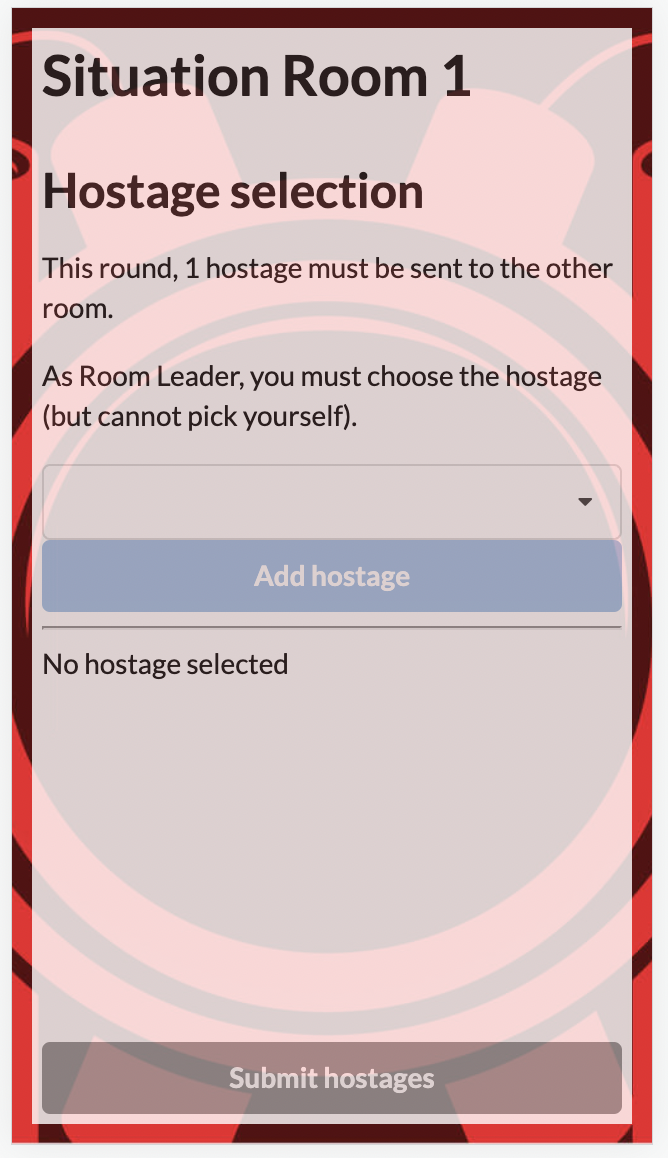 Situation Room 1
Hostage selection
This round, 1 hostage must be sent to the other
room.
As Room Leader, you must choose the hostage
(but cannot pick yourself).
Add hostage
No hostage selected
Submit hostages